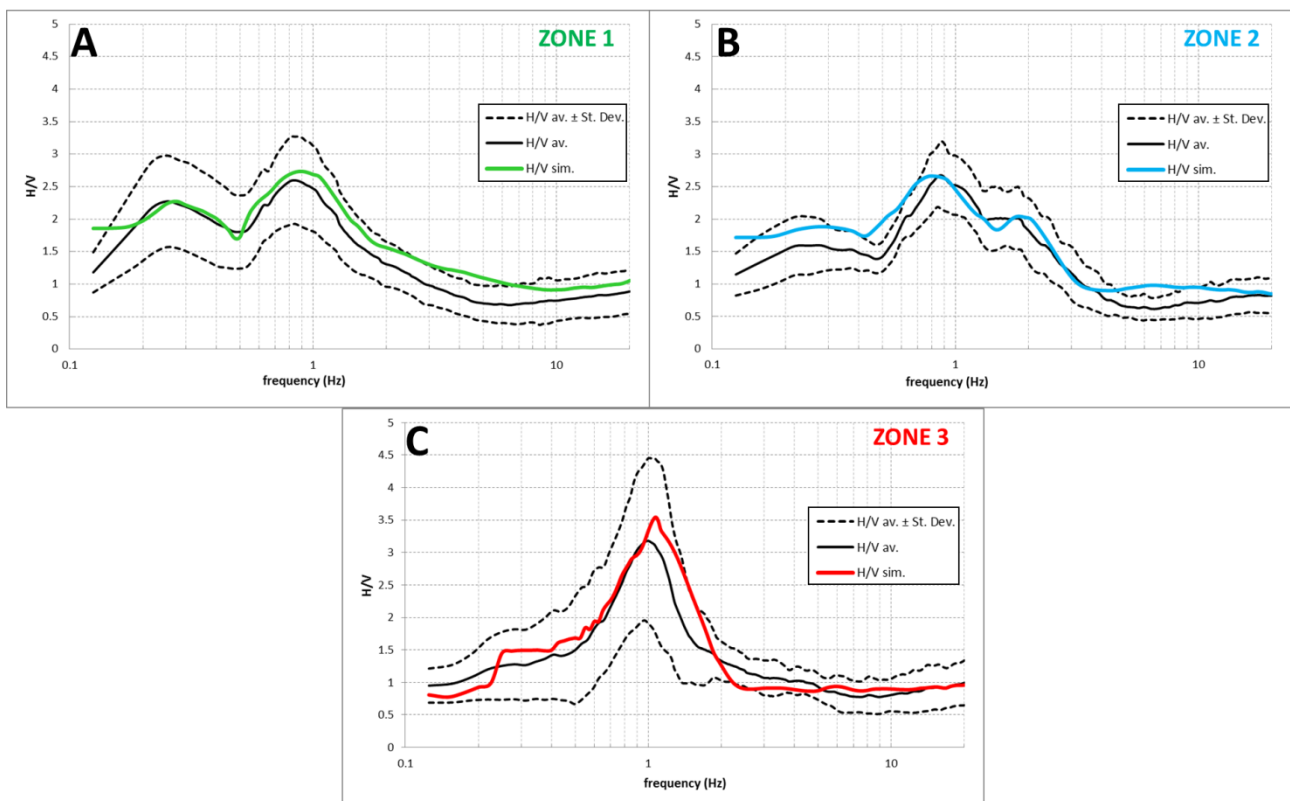 A
ZONE 1
5
4.5
4
3.5
3
2.5
2
1.5
1
0.5
0
H/V
H/V av. ± St. Dev.
H/V av.
H/V sim.
0.1
1
10
frequency (Hz)
B
ZONE 2
5
4.5
4
3.5
3
2.5
2
1.5
1
0.5
0
H/V
H/V av. ± St. Dev.
H/V av.
H/V sim.
0.1
1
10
frequency (Hz)
C
ZONE 3
5
4.5
4
3.5
3
2.5
2
1.5
1
0.5
0
H/V
H/V av. ± St. Dev.
H/V av.
H/V sim.
0.1
1
10
frequency (Hz)